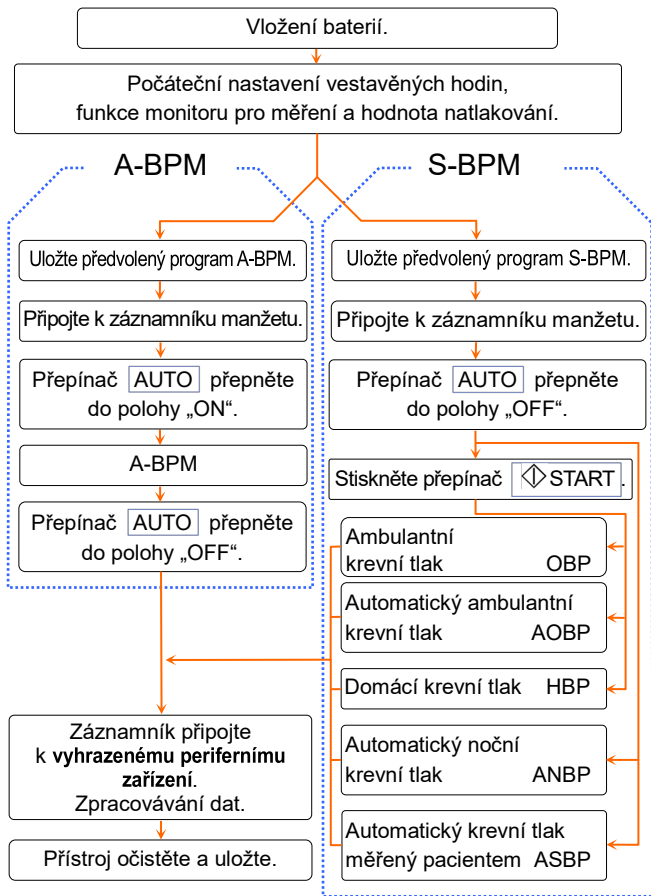 Vložení baterií.
Počáteční nastavení vestavěných hodin,
funkce monitoru pro měření a hodnota natlakování.
A-BPM
Uložte předvolený program A-BPM.
Připojte k záznamníku manžetu.
Přepínač AUTO přepněte
do polohy „ON“.
A-BPM
Přepínač AUTO přepněte
do polohy „OFF“.
S-BPM
Uložte předvolený program S-BPM.
Připojte k záznamníku manžetu.
Přepínač AUTO přepněte
do polohy „OFF“.
Stiskněte přepínač START.
Ambulantní
krevní tlak OBP
Automatický ambulantní
krevní tlak AOBP
Domácí krevní tlak HBP
Automatický noční
krevní tlak ANBP
Automatický krevní tlak
měřený pacientem ASBP
Záznamník připojte
k vyhrazenému perifernímu
zařízení.
Zpracovávání dat.
Přístroj očistěte a uložte.